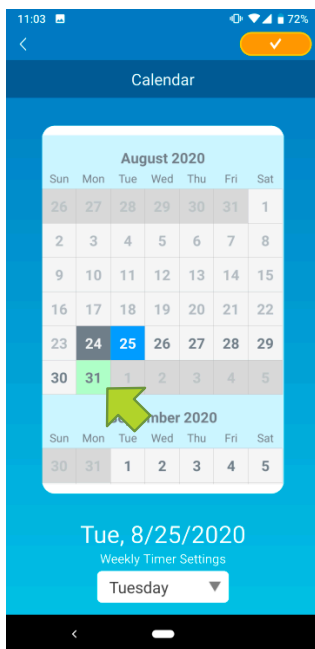 11:03 72%
Calendar
August 2020
Sun Mon Tue Wed Thu Fri Sat
26 27 28 29 30 31 1
2 3 4 5 6 7 8
9 10 11 12 13 14 15
16 17 18 19 20 21 22
23 24 25 26 27 28 29
30 31 1 2 3 4 5
2020
Sun Mon Tue Wed Thu Fri Sat
30 31 1 2 3 4 5
Tue, 8/25/2020
Weekly Timer Settings
Tuesday